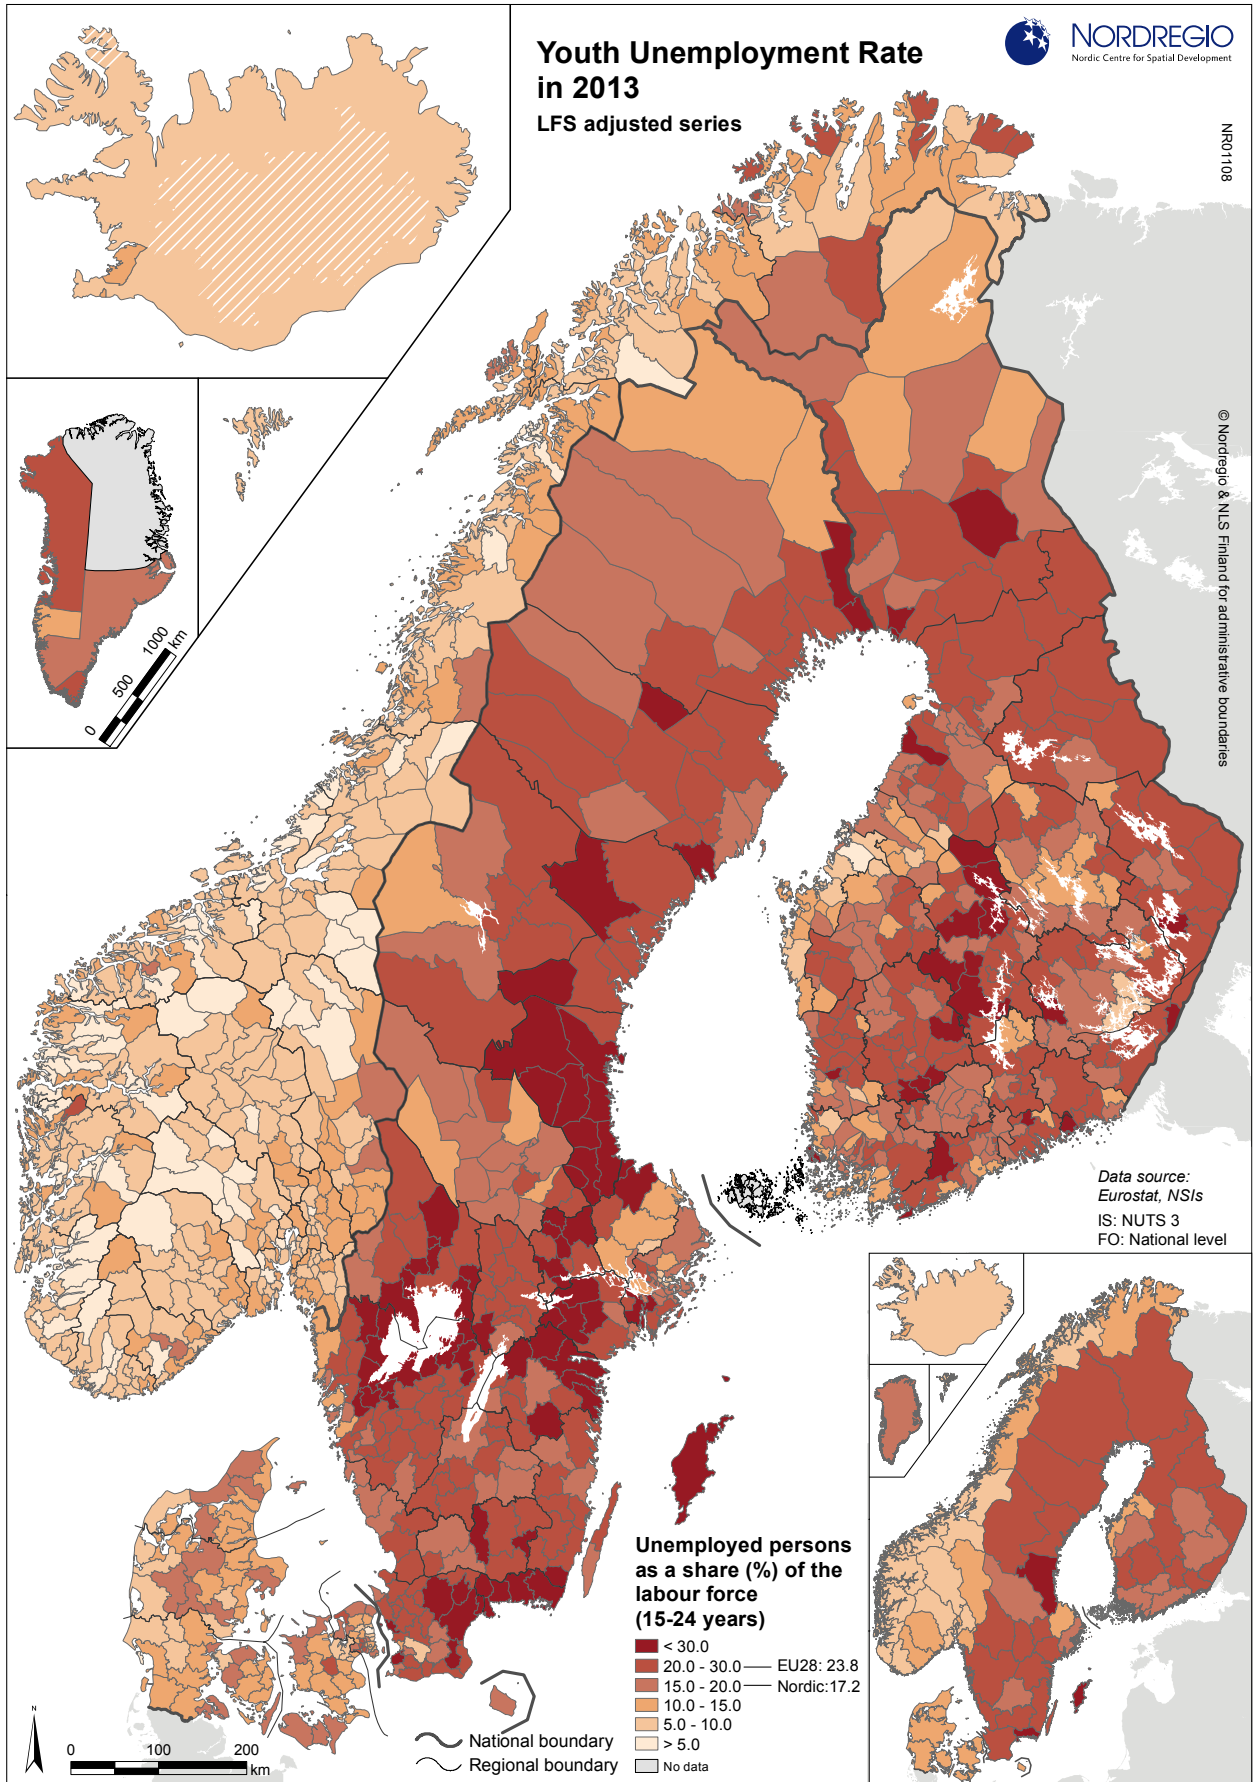 Youth Unemployment Rate
in 2013
LFS adjusted series
NORDREGIO
Nordic Centre for Spatial Development
NR01108
© Nordregio & NLS Finland for administrative boundaries
0
500
1000
km
Data source:
Eurostat, NSIs
IS: NUTS 3
FO: National level
Unemployed persons
as a share (%) of the
labour force
(15-24 years)
< 30.0
20.0 - 30.0 EU28: 23.8
15.0 - 20.0 Nordic:17.2
10.0 - 15.0
5.0 - 10.0
> 5.0
No data
National boundary
Regional boundary
N
0 100 200
km